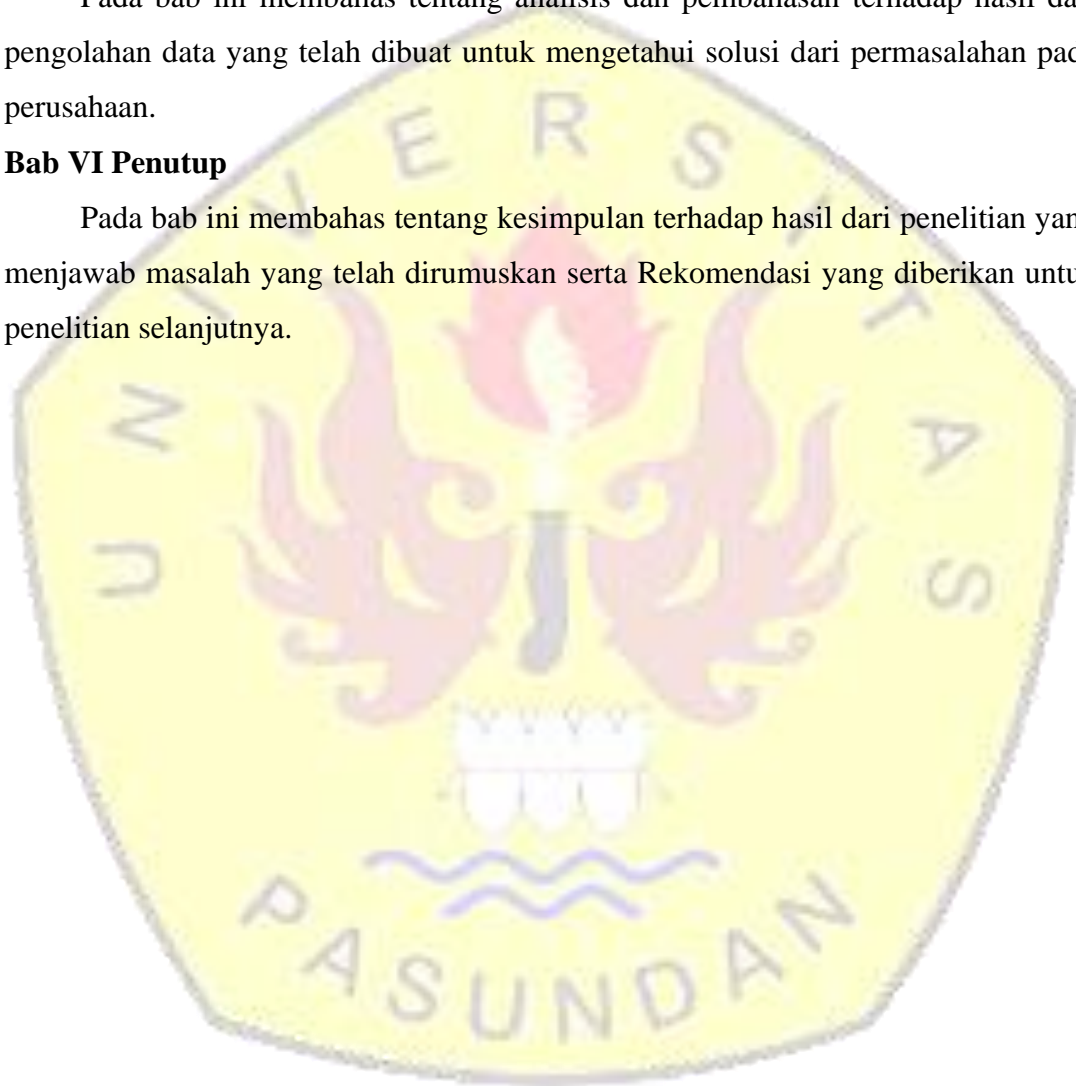 Pada bab ini membahas tentang analisis dan pembahasan terhadap hasil da
pengolahan data yang telah dibuat untuk mengetahui solusi dari permasalahan pad
perusahaan.
Bab VI Penutup
Pada bab ini membahas tentang kesimpulan terhadap hasil dari penelitian yan
menjawab masalah yang telah dirumuskan serta Rekomendasi yang diberikan untu
penelitian selanjutnya.
UNIVERSITAS
PASUNDAN